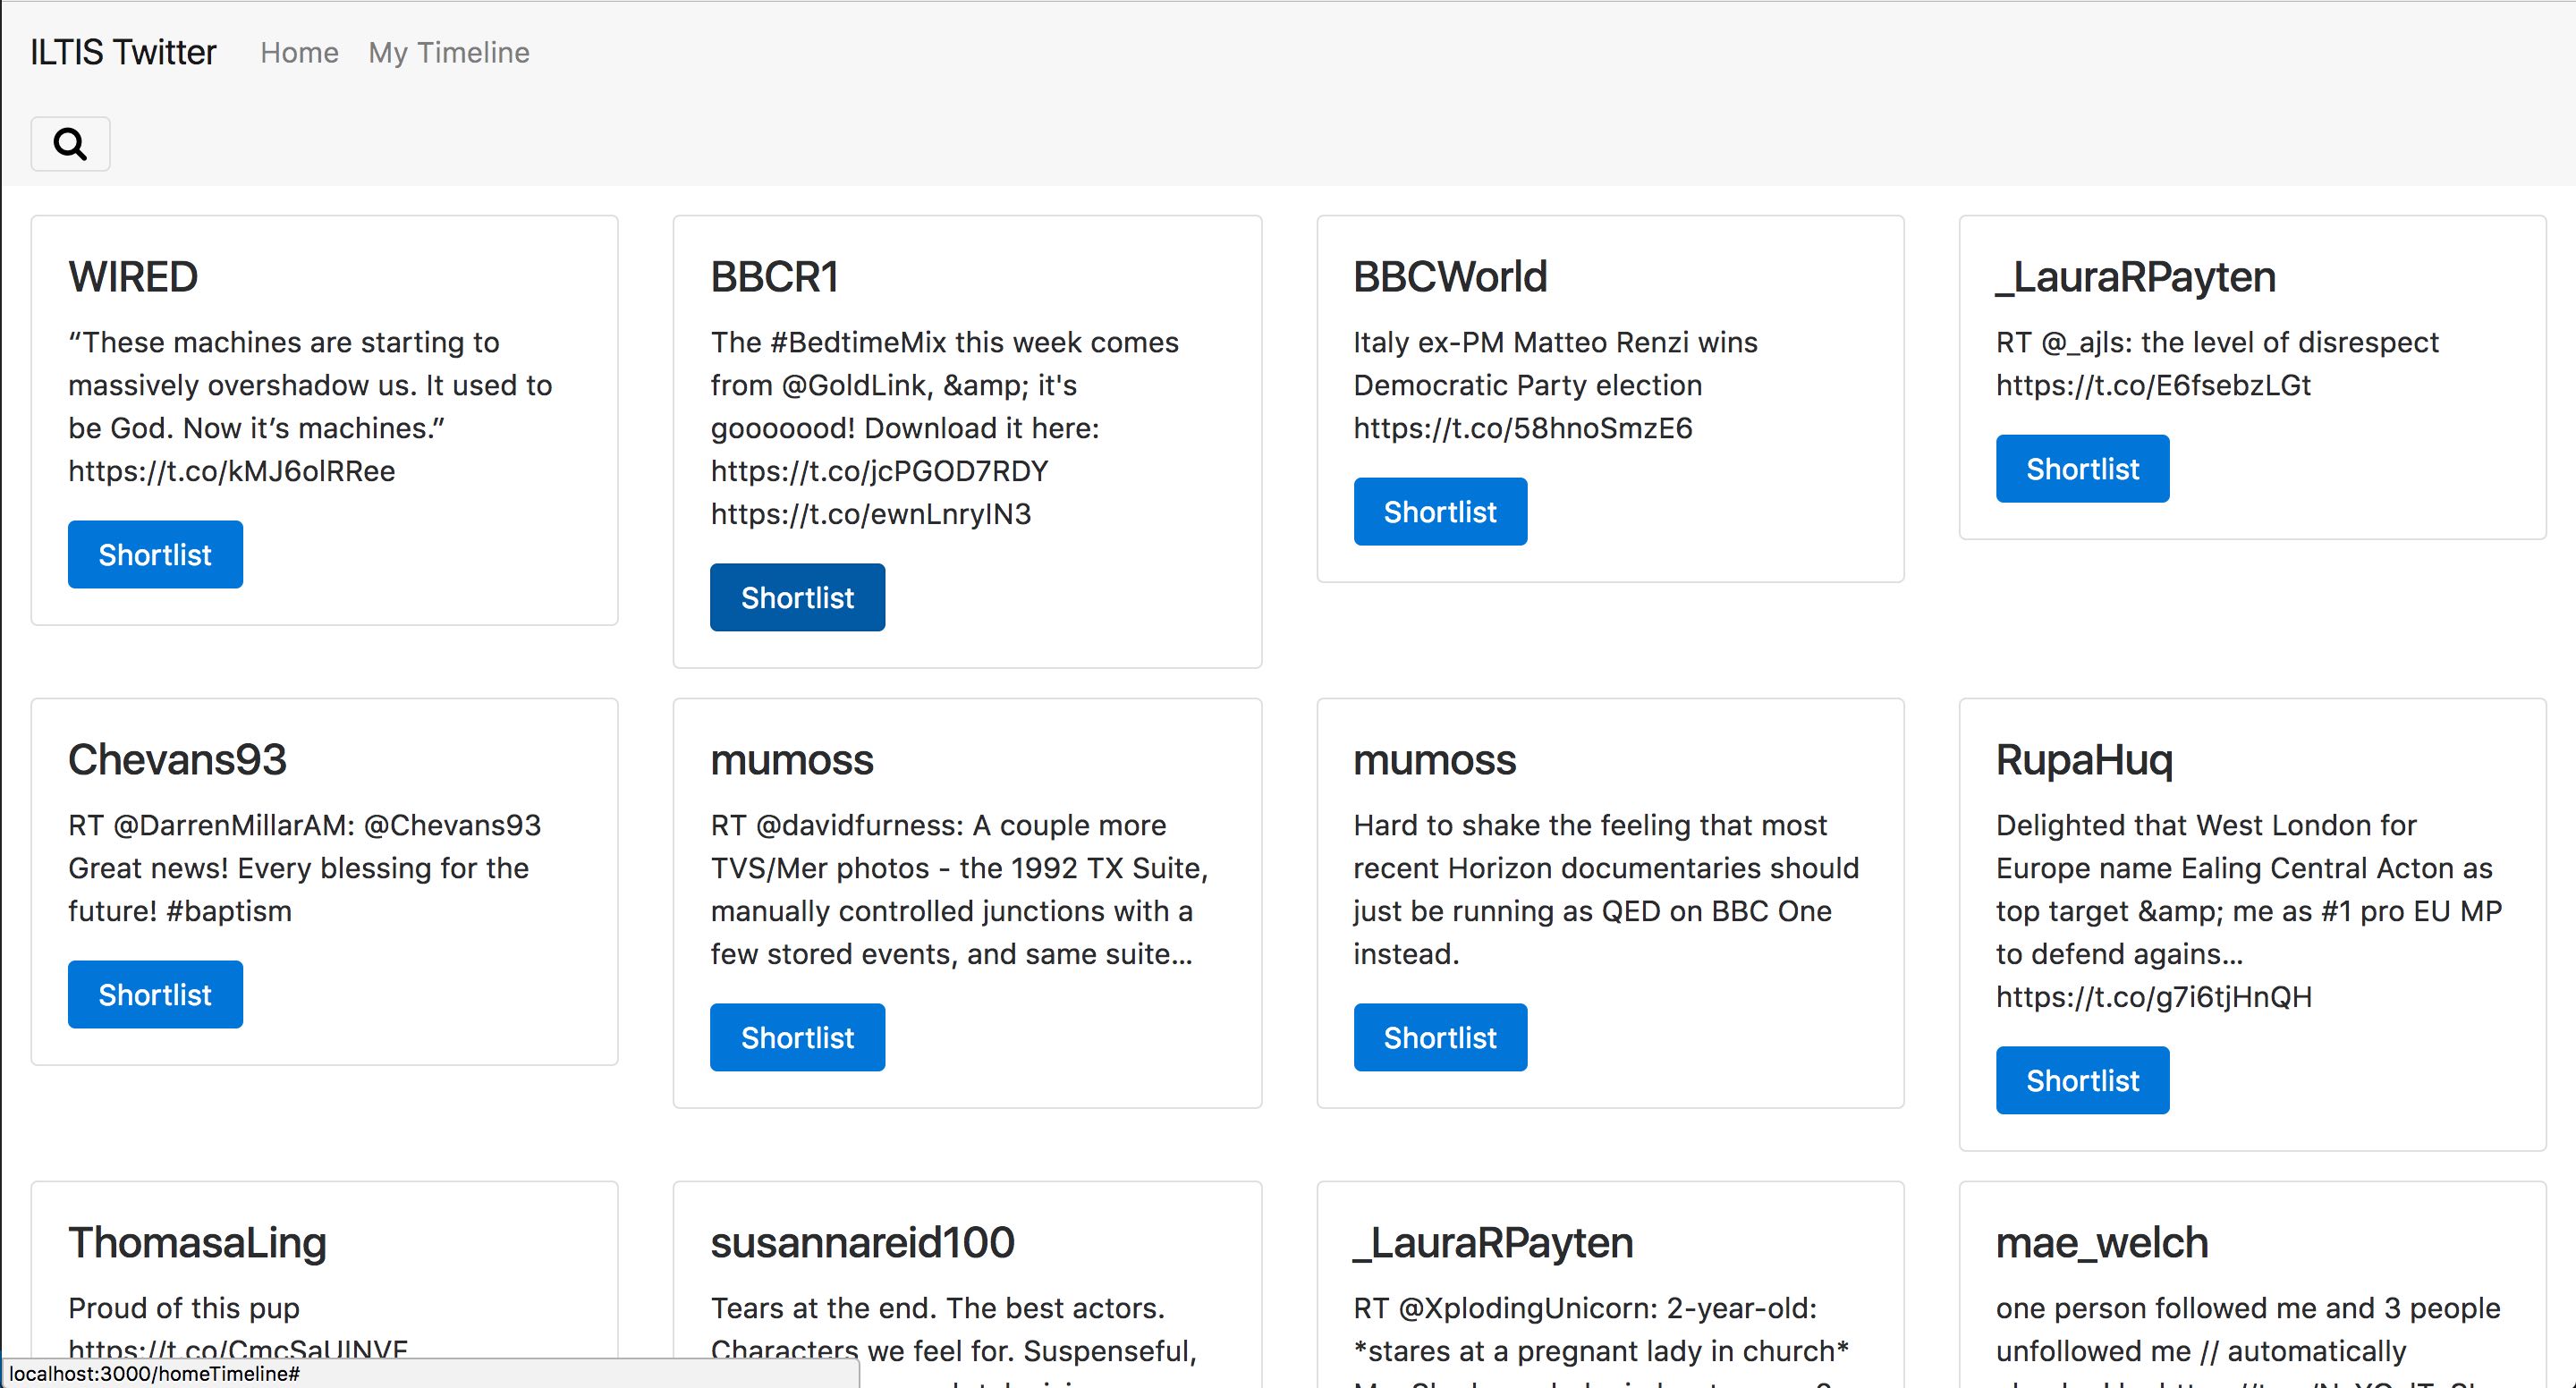 ILTIS Twitter Home My Timeline
WIRED
“These machines are starting to
massively overshadow us. It used to
be God. Now it’s machines.”
https://t.co/kMJ6olRRee
Shortlist
BBCR1
The #BedtimeMix this week comes
from @GoldLink, &amp; it's
gooooood! Download it here:
https://t.co/jcPGOD7RDY
https://t.co/ewnLnryIN3
Shortlist
BBCWorld
Italy ex-PM Matteo Renzi wins
Democratic Party election
https://t.co/58hnoSmzE6
Shortlist
_LauraRPayten
RT @_ajls: the level of disrespect
https://t.co/E6fsebzLGt
Shortlist
Chevans93
RT @DarrenMillarAM: @Chevans93
Great news! Every blessing for the
future! #baptism
Shortlist
mumoss
RT @davidfurness: A couple more
TVS/Mer photos - the 1992 TX Suite,
manually controlled junctions with a
few stored events, and same suite…
Shortlist
mumoss
Hard to shake the feeling that most
recent Horizon documentaries should
just be running as QED on BBC One
instead.
Shortlist
RupaHuq
Delighted that West London for
Europe name Ealing Central Acton as
top target &amp; me as #1 pro EU MP
to defend agains…
https://t.co/g7i6tjHnQH
Shortlist
ThomasaLing
Proud of this pup
https://t.co/CmcSaUINVF
susannareid100
Tears at the end. The best actors.
Characters we feel for. Suspenseful,
_LauraRPayten
RT @XplodingUnicorn: 2-year-old:
*stares at a pregnant lady in church*
mae_welch
one person followed me and 3 people
unfollowed me // automatically
localhost:3000/homeTimeline#